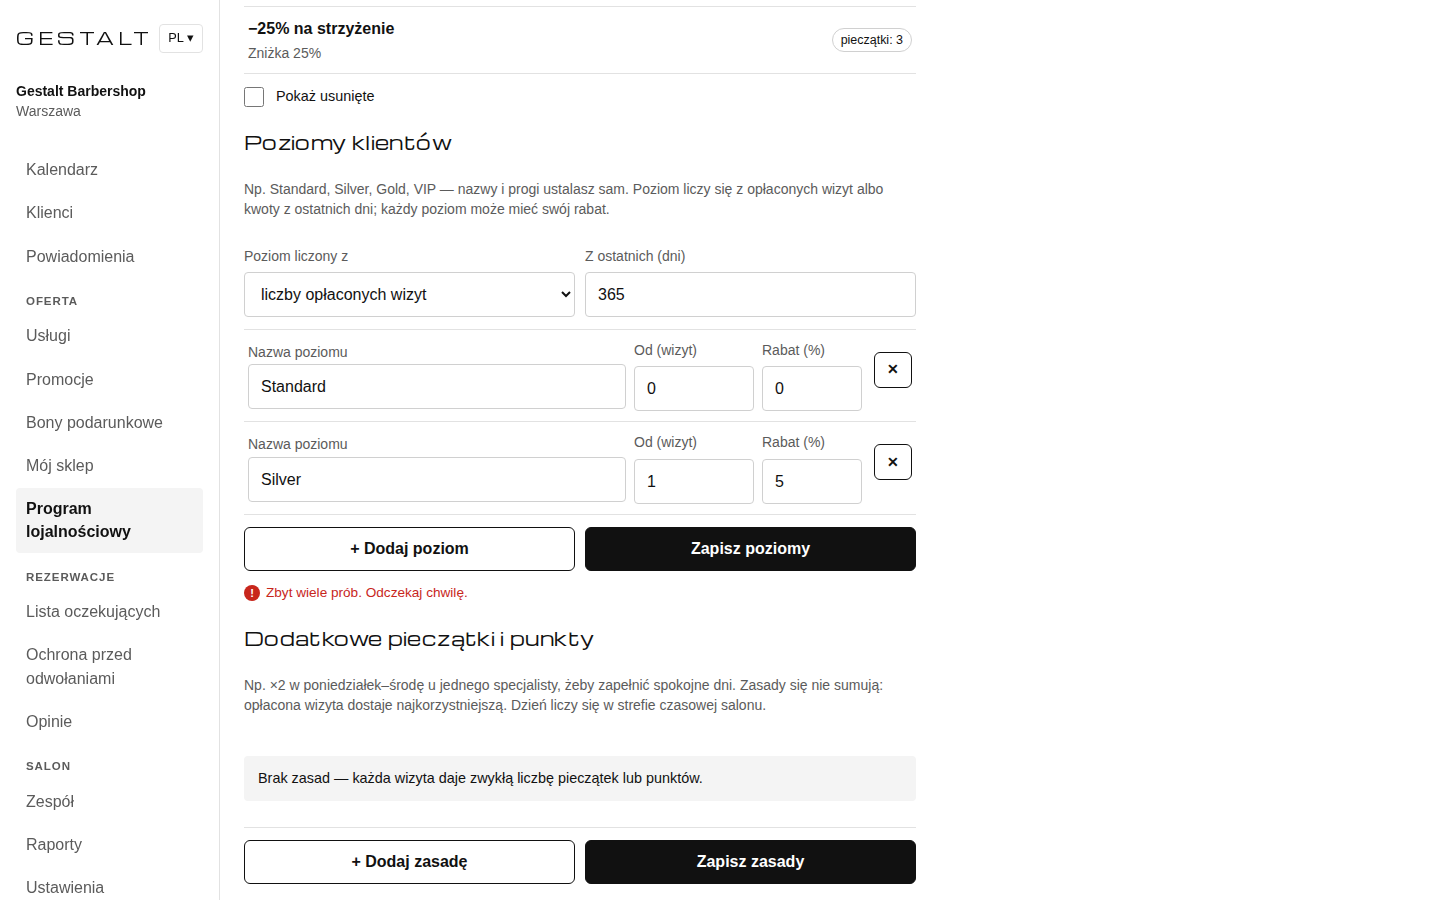 GESTALT
PL ▾
Gestalt Barbershop
Warszawa
Kalendarz
Klienci
Powiadomienia
OFERTA
Usługi
Promocje
Bony podarunkowe
Mój sklep
Program
lojalnościowy
REZERWACJE
Lista oczekujących
Ochrona przed
odwołaniami
Opinie
SALON
Zespół
Raporty
Ustawienia
−25% na strzyżenie
Zniżka 25%
pieczątki: 3
Pokaż usunięte
Poziomy klientów
Np. Standard, Silver, Gold, VIP — nazwy i progi ustalasz sam. Poziom liczy się z opłaconych wizyt albo
kwoty z ostatnich dni; każdy poziom może mieć swój rabat.
Poziom liczony z
Z ostatnich (dni)
liczby opłaconych wizyt
365
Nazwa poziomu
Od (wizyt)
Rabat (%)
Standard
0
0
×
Nazwa poziomu
Od (wizyt)
Rabat (%)
Silver
1
5
×
+ Dodaj poziom
Zapisz poziomy
! Zbyt wiele prób. Odczekaj chwilę.
Dodatkowe pieczątki i punkty
Np. ×2 w poniedziałek–środę u jednego specjalisty, żeby zapełnić spokojne dni. Zasady się nie sumują:
opłacona wizyta dostaje najkorzystniejszą. Dzień liczy się w strefie czasowej salonu.
Brak zasad — każda wizyta daje zwykłą liczbę pieczątek lub punktów.
+ Dodaj zasadę
Zapisz zasady